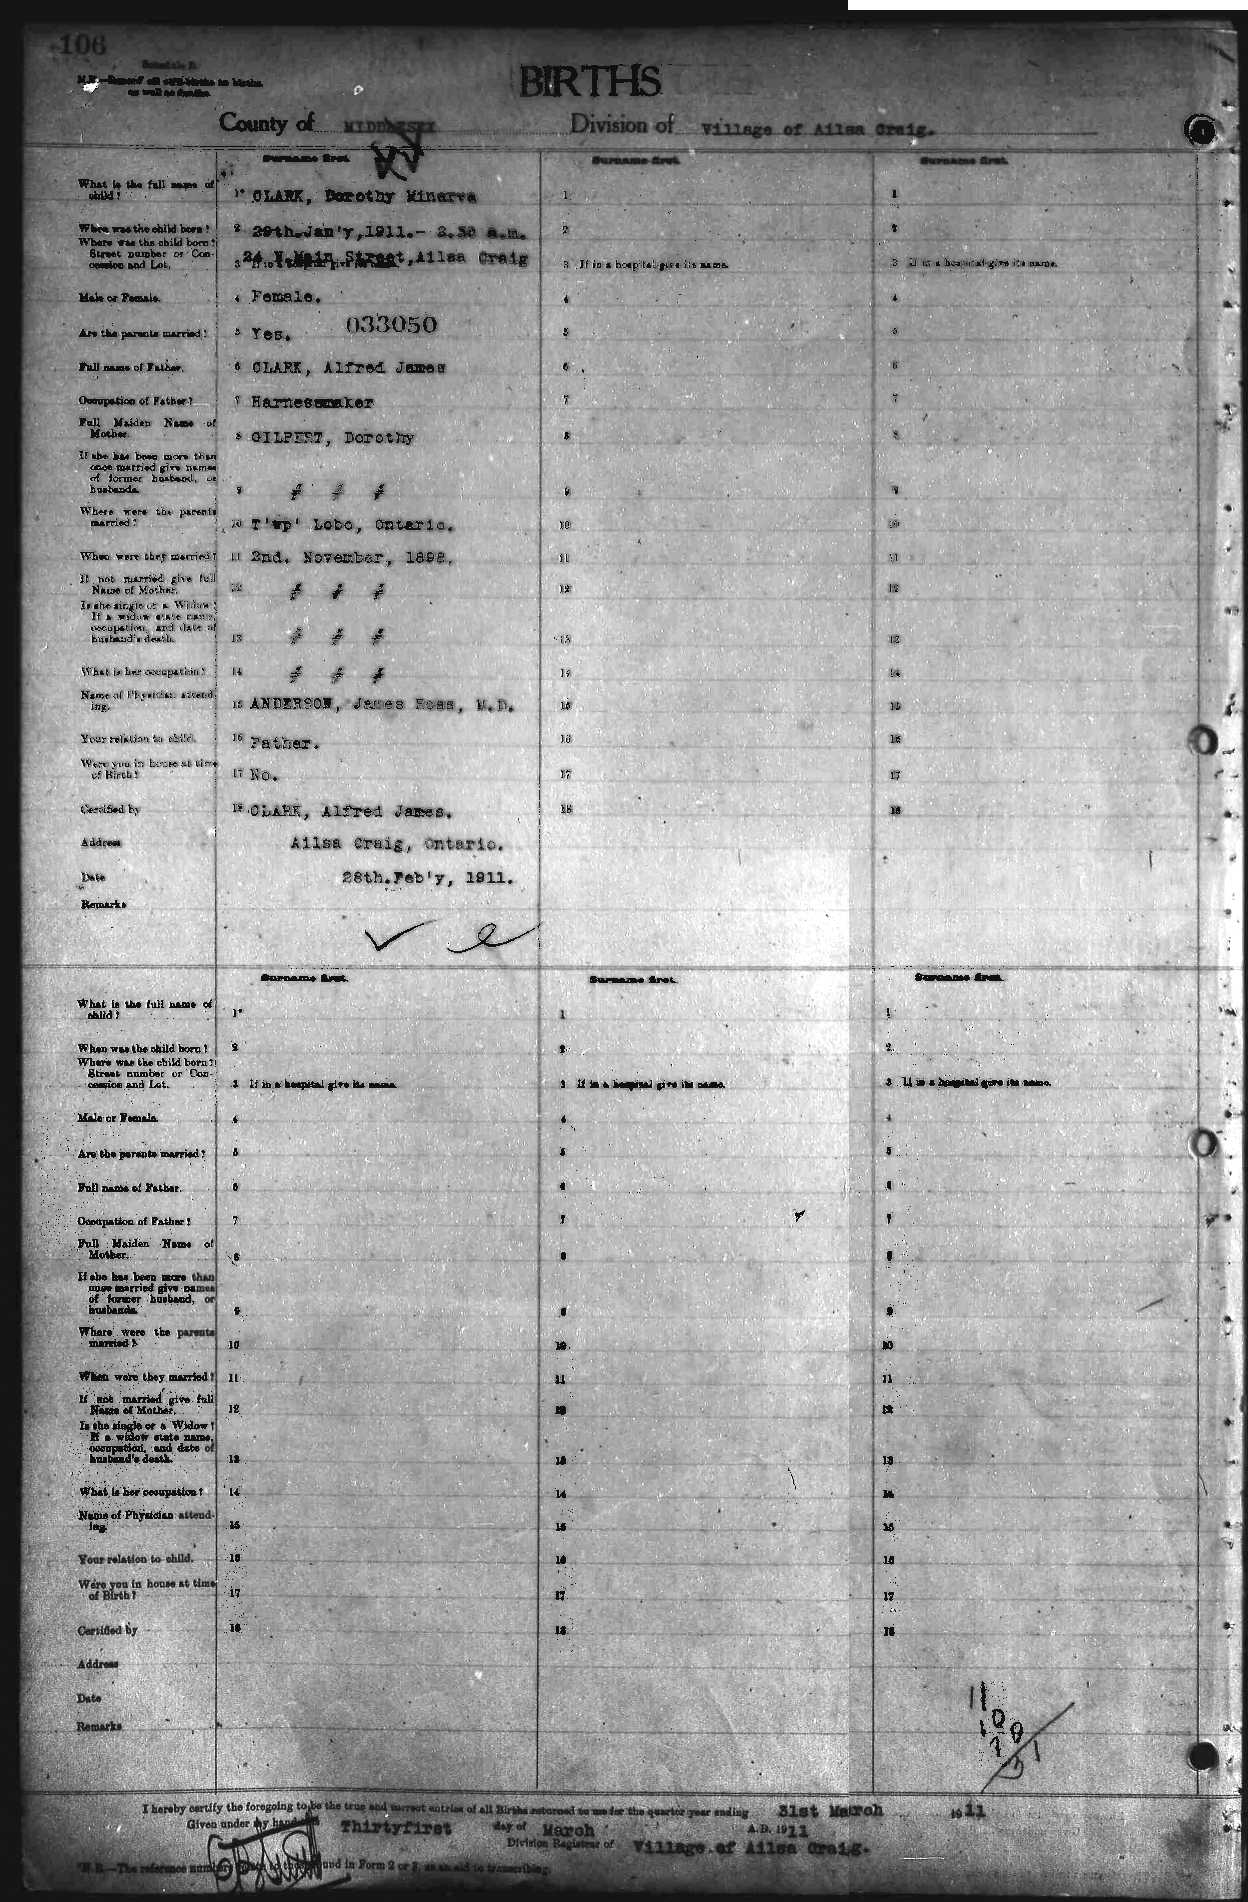 106
Schedule B.
N.B.—Record all still-births as births.
as well as deaths.
BIRTHS
County of MIDDLESEX Division of Village of Ailsa Craig.
Surname first. Surname first. Surname first.
What is the full name of child? 1* CLARK, Dorothy Minerva 1 1
When was the child born? 2 29th.Jan'y,1911.- 2.30 a.m. 2 2
Where was the child born? 24 N.Main Street,Ailsa Craig
Street number or Concession and Lot. 3 If in a hospital give its name. 3 If in a hospital give its name. 3 If in a hospital give its name.
Male or Female. 4 Female. 4 4
Are the parents married? 5 Yes. 033050 5 5
Full name of Father. 6 CLARK, Alfred James 6 6
Occupation of Father? 7 Harnessmaker 7 7
Full Maiden Name of
Mother. 8 GILBERT, Dorothy 8 8
If she has been more than
once married give names
of former husband, or
husbands. 9 9 9
Where were the parents
married? 10 T'wp' Lobo, Ontario. 10 10
When were they married? 11 2nd. November, 1898. 11 11
If not married give full
Name of Mother. 12 12 12
Is she single or a Widow?
If a widow state name,
occupation, and date of
husband's death. 13 13 13
What is her occupation? 14 14 14
Name of Physician attend-
ing. 15 ANDERSON, James Ross, M.D. 15 15
Your relation to child. 16 Father. 16 16
Were you in house at time
of Birth? 17 No. 17 17
Certified by 18 CLARK, Alfred James. 18 18
Address Ailsa Craig, Ontario.
Date 28th.Feb'y, 1911.
Remarks
Surname first. Surname first. Surname first.
What is the full name of
child? 1* 1 1
When was the child born? 2 2 2
Where was the child born?
Street number or Con-
cession and Lot. 3 If in a hospital give its name. 3 If in a hospital give its name. 3 If in a hospital give its name.
Male or Female. 4 4 4
Are the parents married? 5 5 5
Full name of Father. 6 6 6
Occupation of Father? 7 7 7
Full Maiden Name of
Mother. 8 8 8
If she has been more than
once married give names
of former husband, or
husbands. 9 9 9
Where were the parents
married? 10 10 10
When were they married? 11 11 11
If not married give full
Name of Mother. 12 12 12
Is she single or a Widow?
If a widow state name,
occupation, and date of
husband's death. 13 13 13
What is her occupation? 14 14 14
Name of Physician attend-
ing. 15 15 15
Your relation to child. 16 16 16
Were you in house at time
of Birth? 17 17 17
Certified by 18 18 18
Address
Date
Remarks
I hereby certify the foregoing to be the true and correct entries of all Births returned to me for the quarter year ending 31st March 1911
Given under my hand Thirtyfirst day of March A.D. 1911
Division Registrar of Village of Ailsa Craig.
*N.B.—The reference number found in Form 2 or 3, as an aid to transcribing.